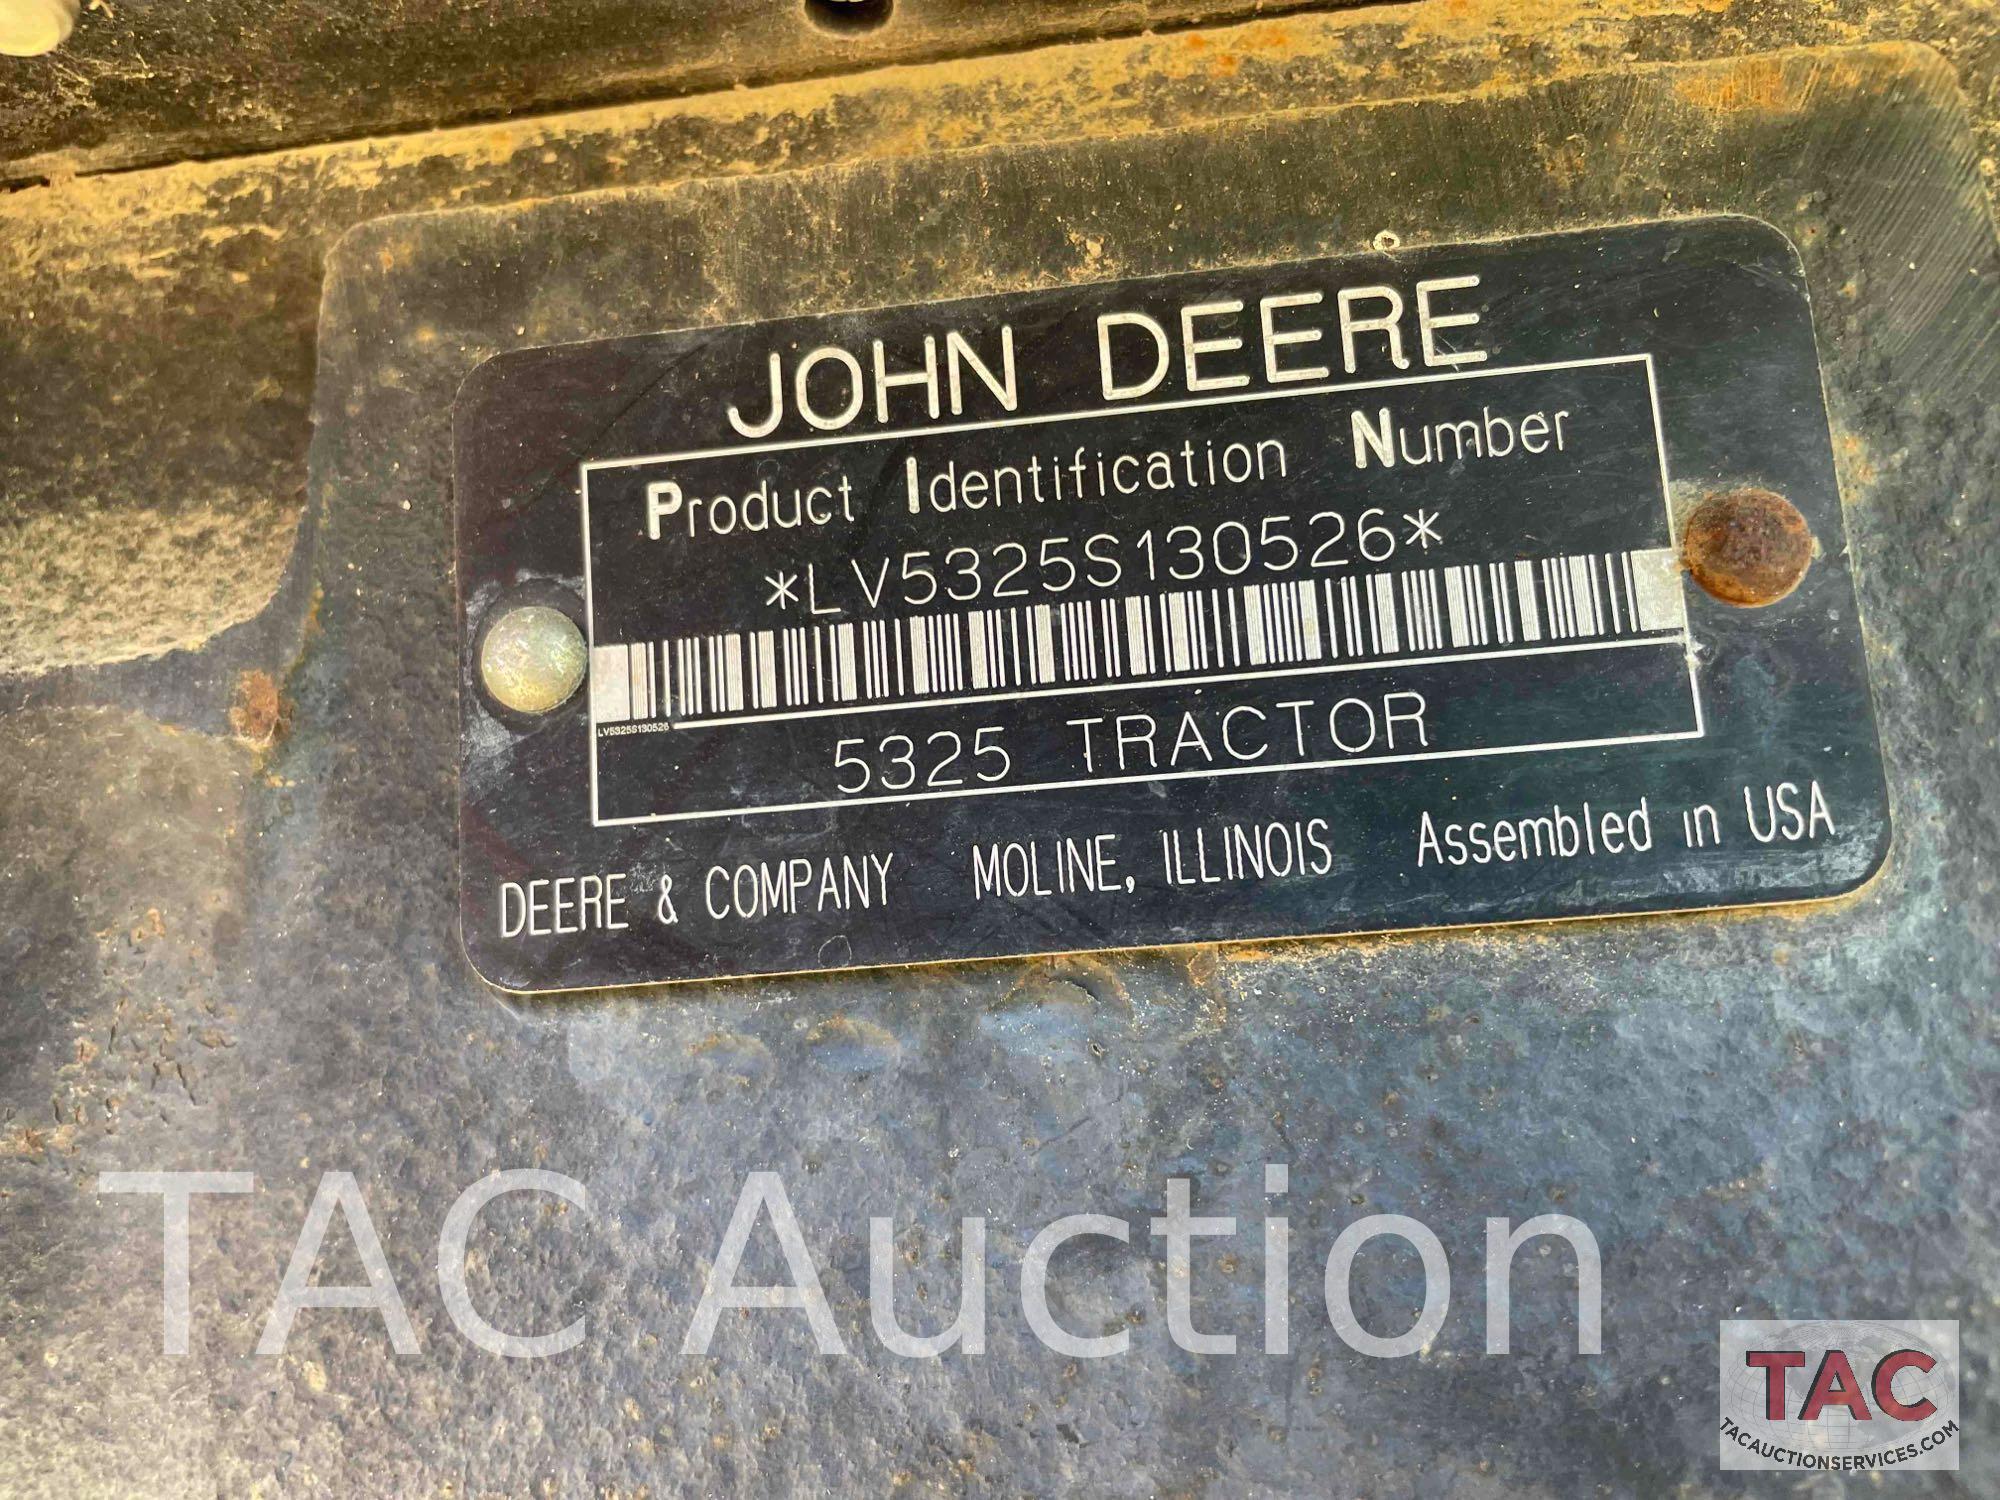 JOHN DEERE
Product Identification Number
*LV5325S130526*
LV5325S130526
5325 TRACTOR
DEERE & COMPANY MOLINE, ILLINOIS Assembled in USA
TAC Auction
TAC
TACAUCTIONSERVICES.COM